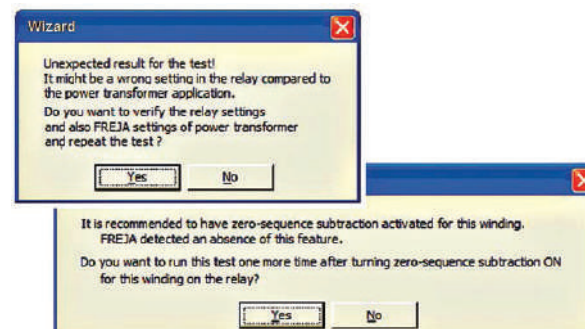 Wizard
Unexpected result for the test!
It might be a wrong setting in the relay compared to
the power transformer application.
Do you want to verify the relay settings
and also FREJA settings of power transformer
and repeat the test ?
Yes
No
It is recommended to have zero-sequence subtraction activated for this winding.
FREJA detected an absence of this feature.
Do you want to run this test one more time after turning zero-sequence subtraction ON
for this winding on the relay?
Yes
No